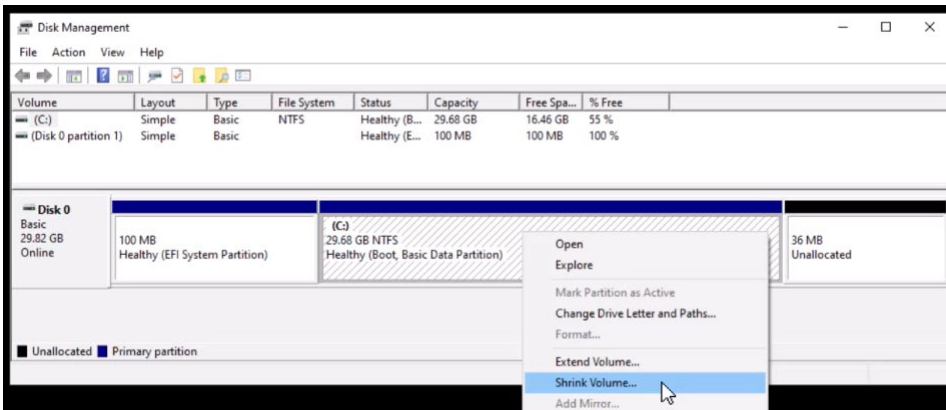 Disk Management
File Action View Help
Volume Layout Type File System Status Capacity Free Spa... % Free
(C:) Simple Basic NTFS Healthy (B... 29.68 GB 16.46 GB 55 %
(Disk 0 partition 1) Simple Basic Healthy (E... 100 MB 100 MB 100 %
Disk 0
Basic
29.82 GB
Online
100 MB
Healthy (EFI System Partition)
(C:)
29.68 GB NTFS
Healthy (Boot, Basic Data Partition)
36 MB
Unallocated
Open
Explore
Mark Partition as Active
Change Drive Letter and Paths...
Format...
Extend Volume...
Shrink Volume...
Add Mirror...
Unallocated Primary partition